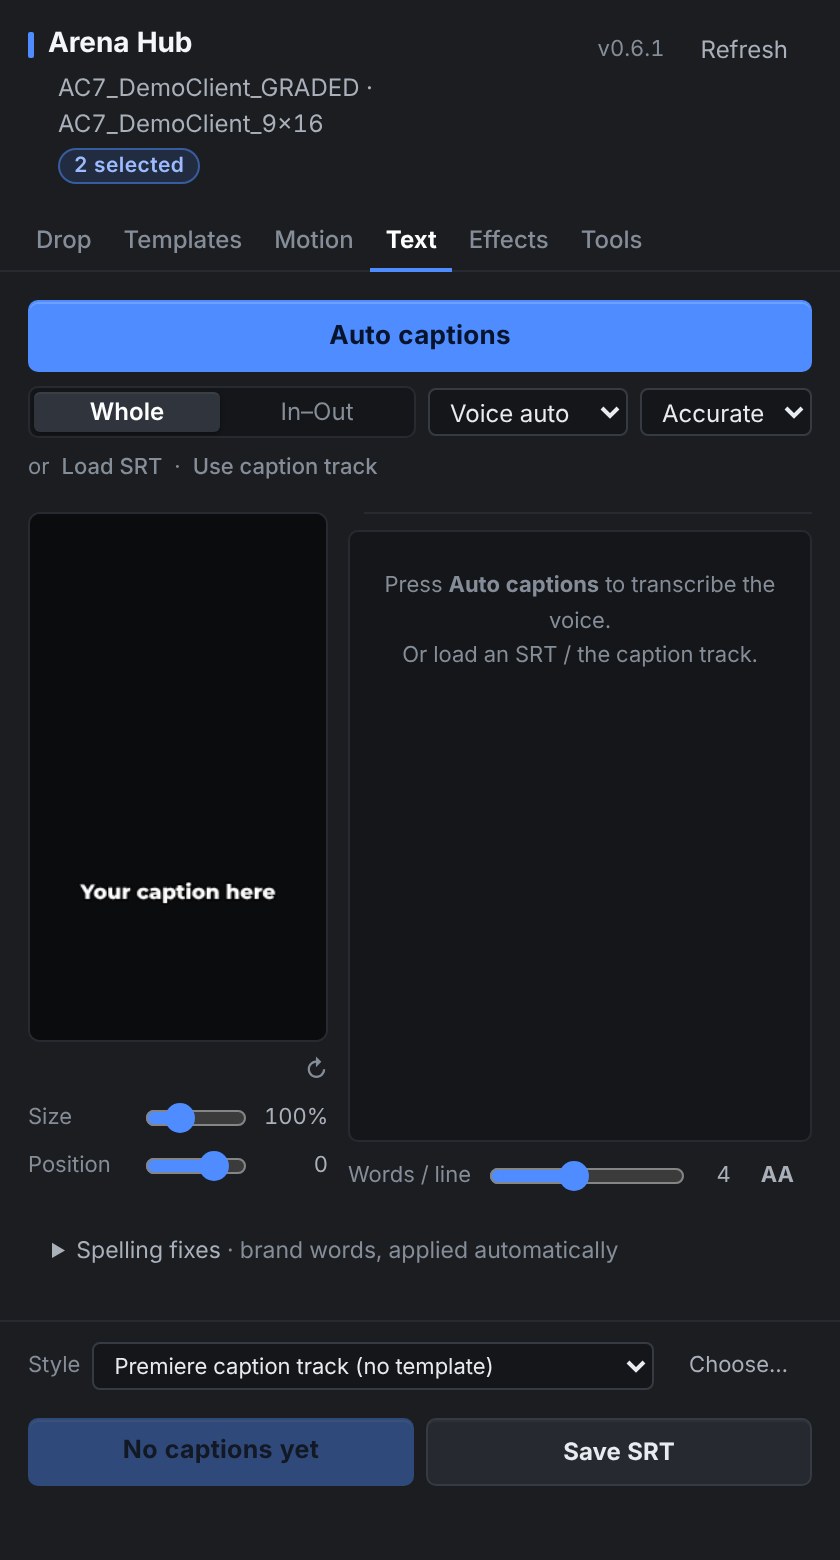 Arena Hub
v0.6.1 Refresh
AC7_DemoClient_GRADED ·
AC7_DemoClient_9×16
2 selected
Drop Templates Motion Text Effects Tools
Auto captions
Whole In–Out Voice auto Accurate
or Load SRT · Use caption track
Press Auto captions to transcribe the
voice.
Or load an SRT / the caption track.
Your caption here
Size 100%
Position 0
Words / line 4 AA
Spelling fixes · brand words, applied automatically
Style Premiere caption track (no template) Choose...
No captions yet Save SRT